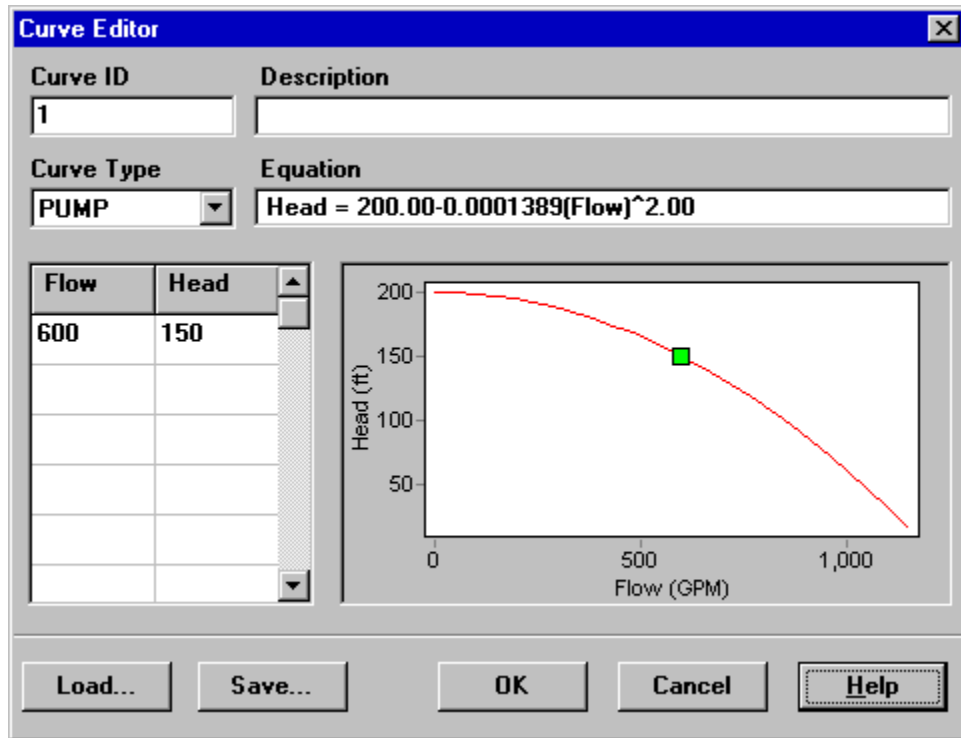 Curve Editor
Curve ID Description
1
Curve Type Equation
PUMP Head = 200.00-0.0001389(Flow)^2.00
Flow Head
600 150
200
150
100
50
Head (ft)
0 500 1,000
Flow (GPM)
Load... Save... OK Cancel Help